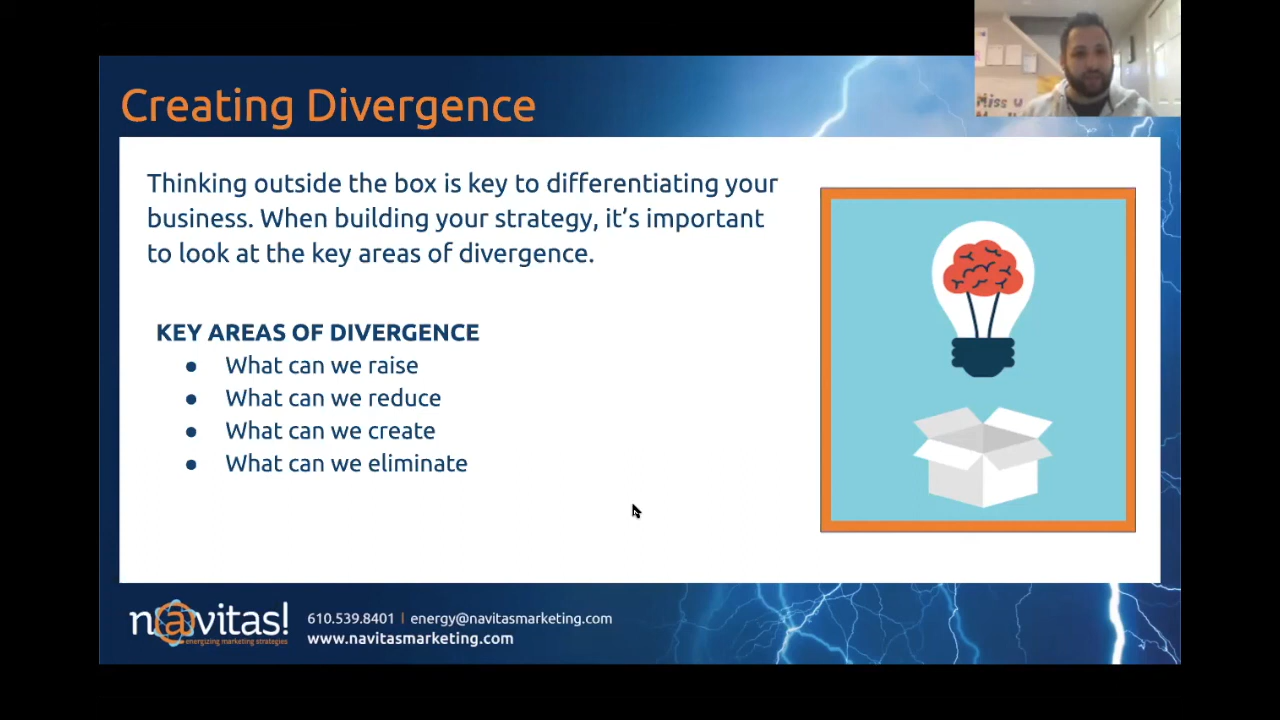 Creating Divergence
Miss u
Thinking outside the box is key to differentiating your
business. When building your strategy, it's important
to look at the key areas of divergence.
KEY AREAS OF DIVERGENCE
● What can we raise
● What can we reduce
● What can we create
● What can we eliminate
navitas!
energizing marketing strategies
610.539.8401 | energy@navitasmarketing.com
www.navitasmarketing.com